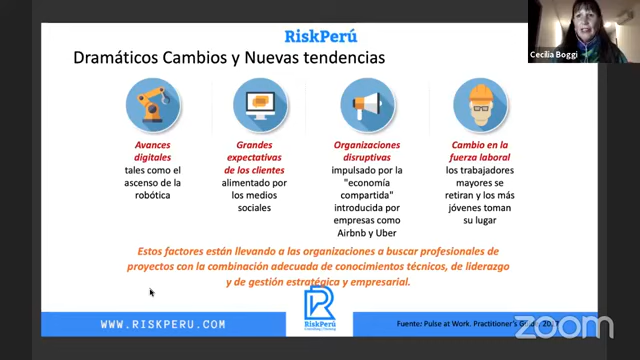 RiskPerú
Dramáticos Cambios y Nuevas tendencias
Cecilia Boggi
Avances
digitales
tales como el
ascenso de la
robótica
Grandes
expectativas
de los clientes
alimentado por
los medios
sociales
Organizaciones
disruptivas
impulsado por la
"economía
compartida"
introducida por
empresas como
Airbnb y Uber
Cambio en la
fuerza laboral
los trabajadores
mayores se
retiran y los más
jóvenes toman
su lugar
Estos factores están llevando a las organizaciones a buscar profesionales de
proyectos con la combinación adecuada de conocimientos técnicos, de liderazgo
y de gestión estratégica y empresarial.
WWW.RISKPERU.COM
RiskPerú
Fuente: Pulse at Work. Practitioner's Guide, 2017
zoom